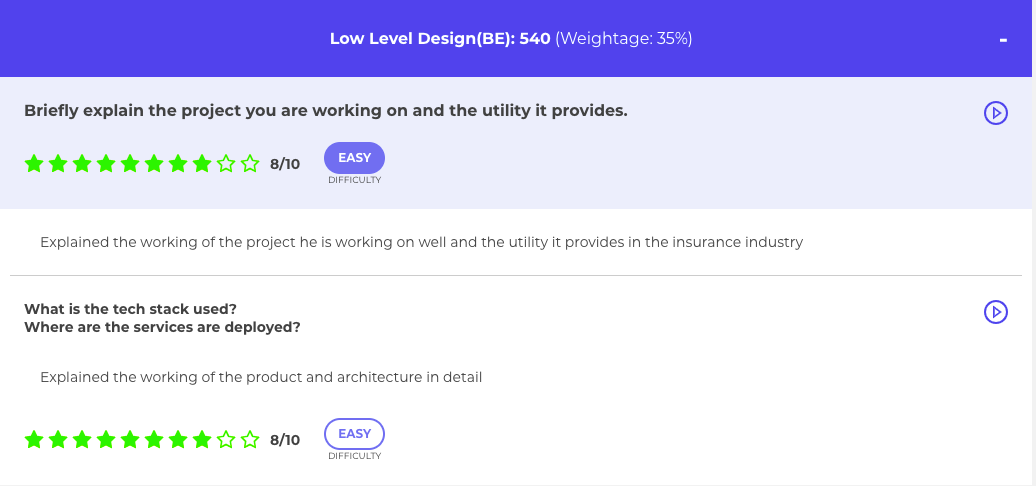 Low Level Design(BE): 540 (Weightage: 35%)
-
Briefly explain the project you are working on and the utility it provides.
8/10
EASY
DIFFICULTY
Explained the working of the project he is working on well and the utility it provides in the insurance industry
What is the tech stack used?
Where are the services are deployed?
Explained the working of the product and architecture in detail
8/10
EASY
DIFFICULTY